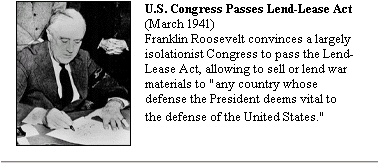 U.S. Congress Passes Lend-Lease Act
(March 1941)
Franklin Roosevelt convinces a largely
isolationist Congress to pass the Lend-
Lease Act, allowing to sell or lend war
materials to "any country whose
defense the President deems vital to
the defense of the United States."